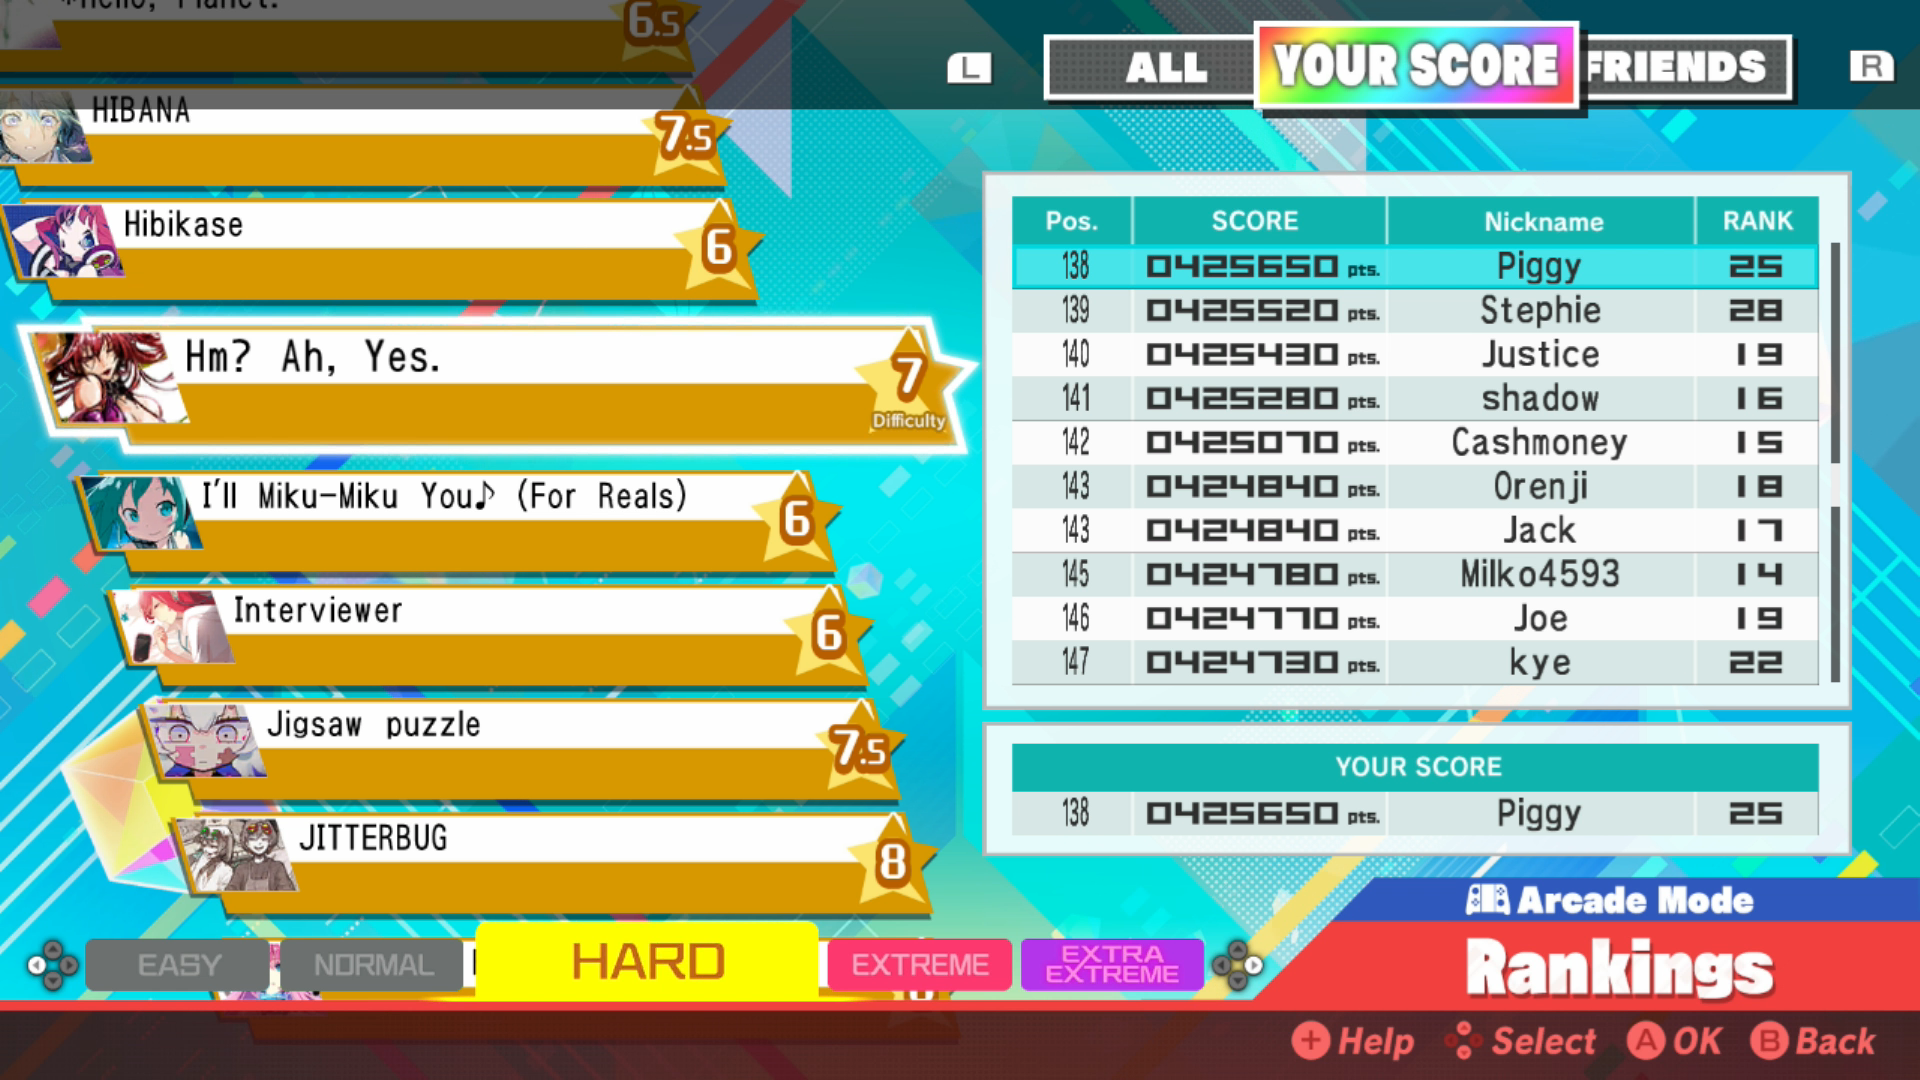 *Hello, Planet.
6.5
HIBANA
7.5
Hibikase
6
Hm? Ah, Yes.
7
Difficulty
I'll Miku-Miku You♪ (For Reals)
6
Interviewer
6
Jigsaw puzzle
7.5
JITTERBUG
8
EASY NORMAL HARD EXTREME EXTRA EXTREME
L ALL YOUR SCORE FRIENDS R
Pos. SCORE Nickname RANK
138 0425650 pts. Piggy 25
139 0425520 pts. Stephie 28
140 0425430 pts. Justice 19
141 0425280 pts. shadow 16
142 0425070 pts. Cashmoney 15
143 0424840 pts. Orenji 18
143 0424840 pts. Jack 17
145 0424780 pts. Milko4593 14
146 0424770 pts. Joe 19
147 0424730 pts. kye 22
YOUR SCORE
138 0425650 pts. Piggy 25
Arcade Mode
Rankings
+ Help Select A OK B Back